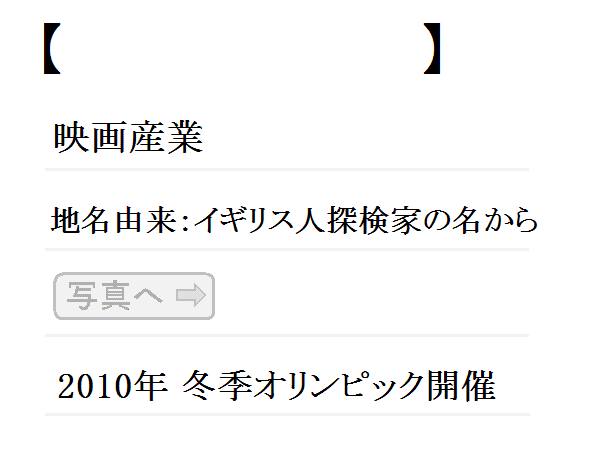 【 】
映画産業
地名由来：イギリス人探検家の名から
写真へ ⇨
2010年 冬季オリンピック開催